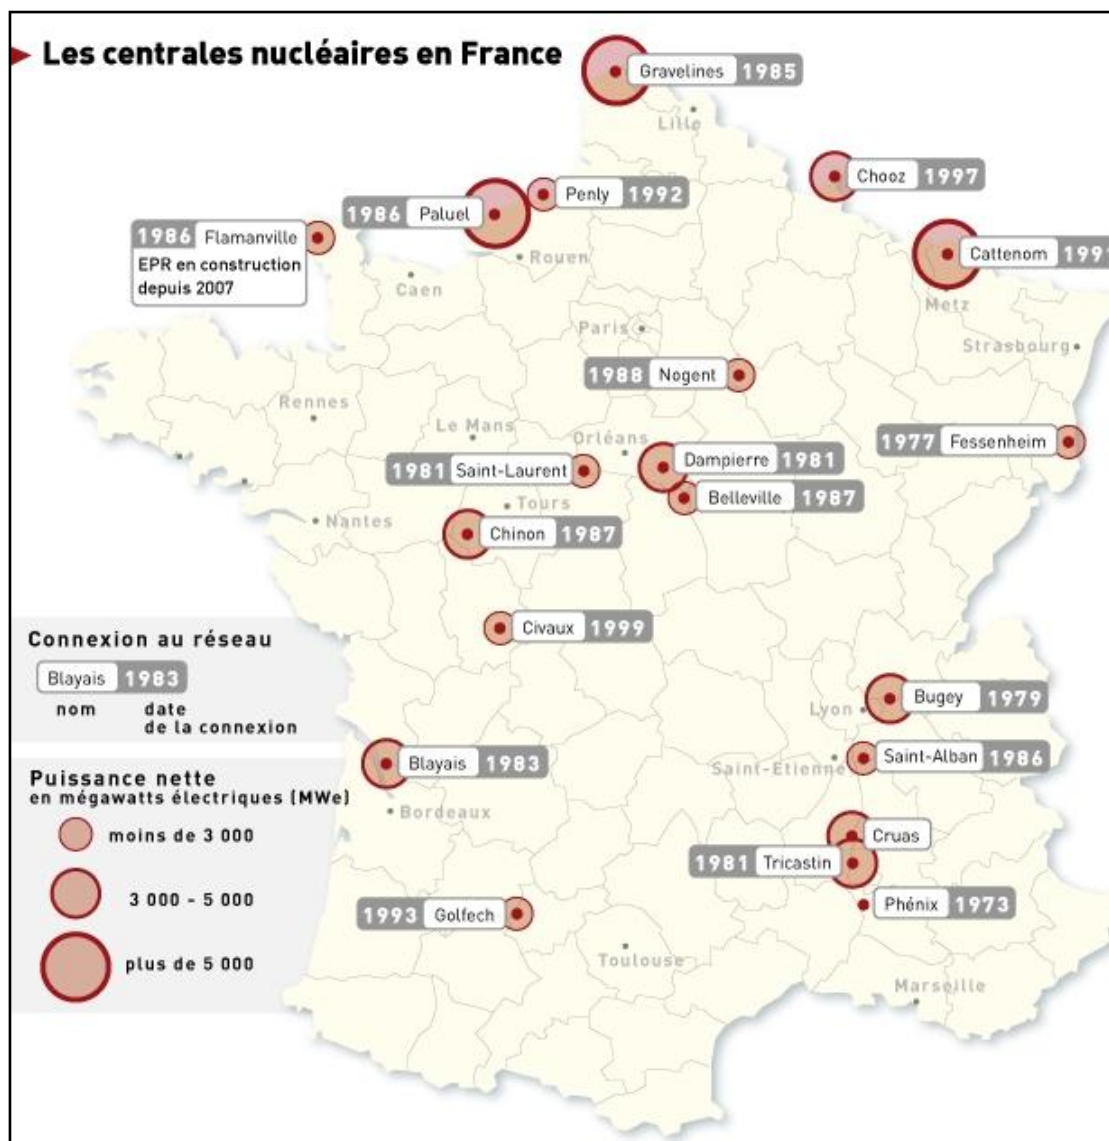 Les centrales nucléaires en France
Gravelines 1985
Lille
Chooz 1997
Penly 1992
1986 Paluel
1986 Flamanville
EPR en construction
depuis 2007
Cattenom 1991
Rouen
Caen
Metz
Paris
Strasbourg
1988 Nogent
Rennes
Le Mans
Orléans
1977 Fessenheim
Dampierre 1981
1981 Saint-Laurent
Belleville 1987
Tours
Nantes
Chinon 1987
Civaux 1999
Connexion au réseau
Blayais 1983
nom date
de la connexion
Bugey 1979
Lyon
Saint-Alban 1986
Saint-Etienne
Blayais 1983
Puissance nette
en mégawatts électriques (MWe)
Bordeaux
moins de 3 000
Cruas
1981 Tricastin
3 000 - 5 000
Phénix 1973
1993 Golfech
Toulouse
plus de 5 000
Marseille